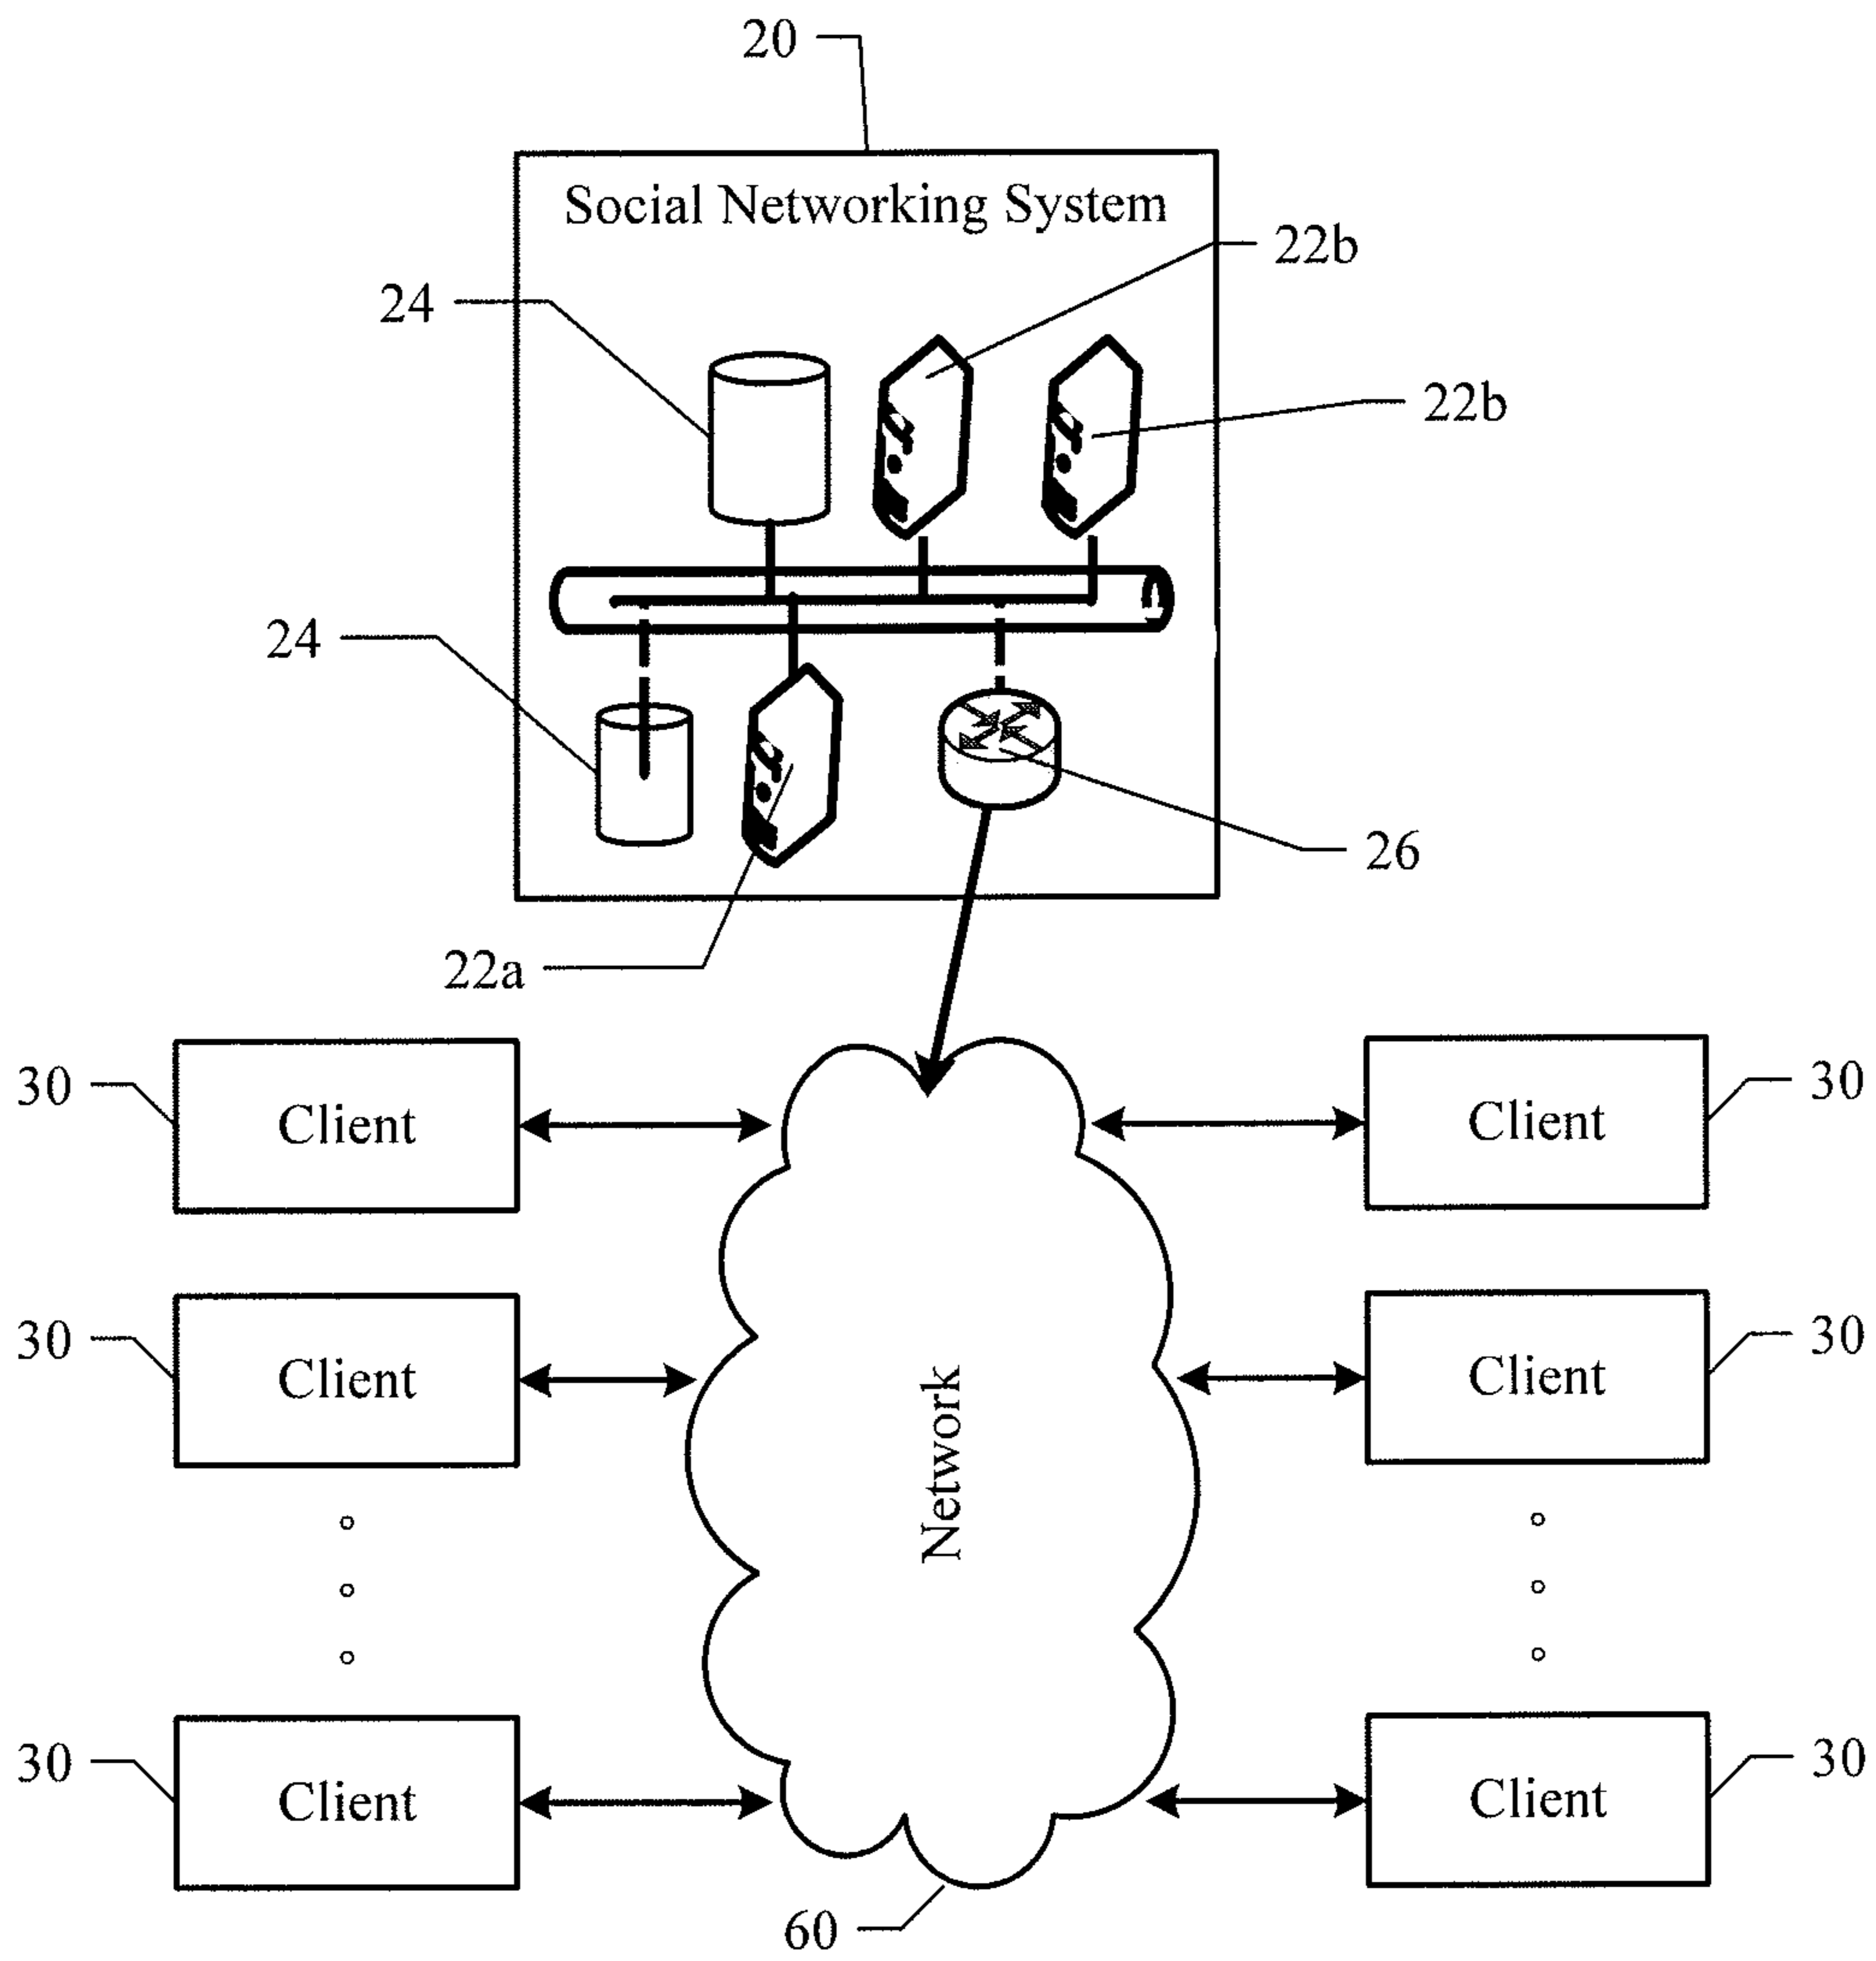 20
Social Networking System
22b
24
22b
24
26
22a
30
Client
Client
30
30
Client
Client
30
Network
30
Client
Client
30
60